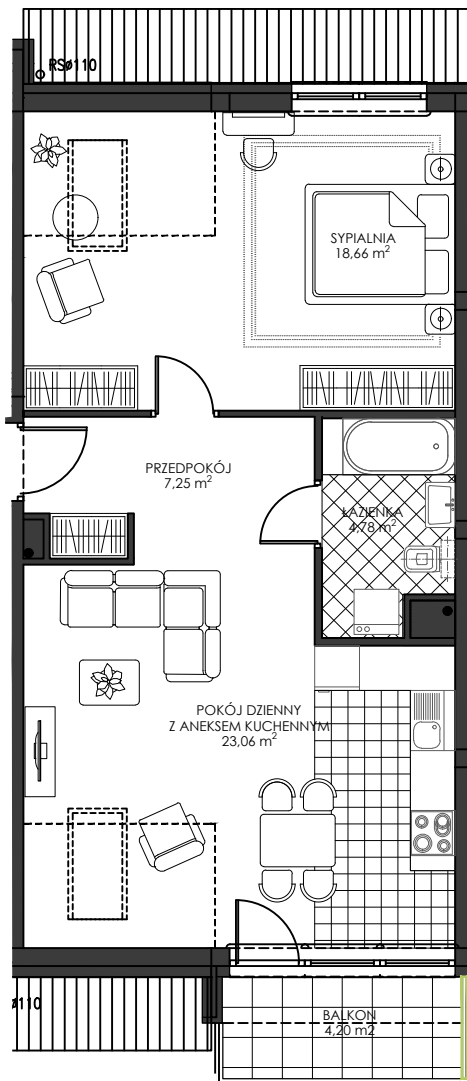 RSø110
SYPIALNIA
18,66 m²
PRZEDPOKÓJ
7,25 m²
ŁAZIENKA
4,78 m²
POKÓJ DZIENNY
Z ANEKSEM KUCHENNYM
23,06 m²
ø110
BALKON
4,20 m2